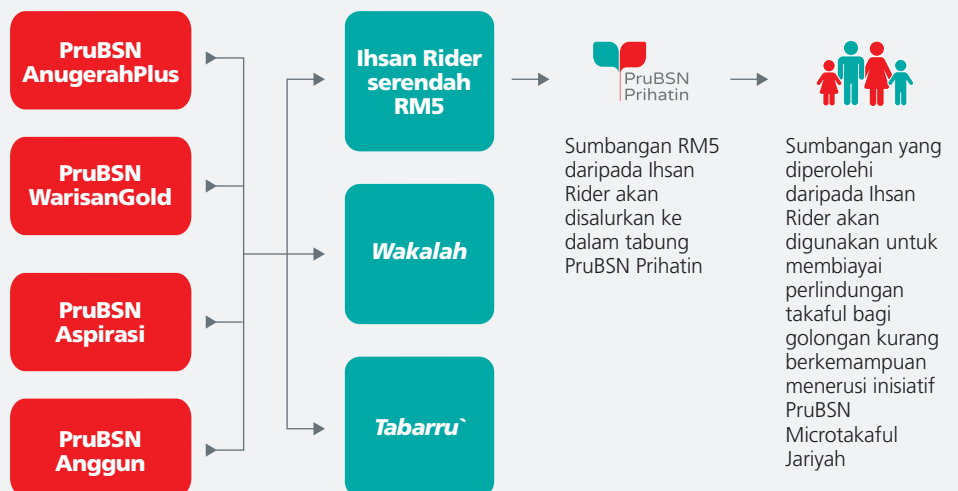 PruBSN
AnugerahPlus
PruBSN
WarisanGold
PruBSN
Aspirasi
PruBSN
Anggun
Ihsan Rider
serendah
RM5
Wakalah
Tabarru`
PruBSN
Prihatin
Sumbangan RM5
daripada Ihsan
Rider akan
disalurkan ke
dalam tabung
PruBSN Prihatin
Sumbangan yang
diperolehi
daripada Ihsan
Rider akan
digunakan untuk
membiayai
perlindungan
takaful bagi
golongan kurang
berkemampuan
menerusi inisiatif
PruBSN
Microtakaful
Jariyah